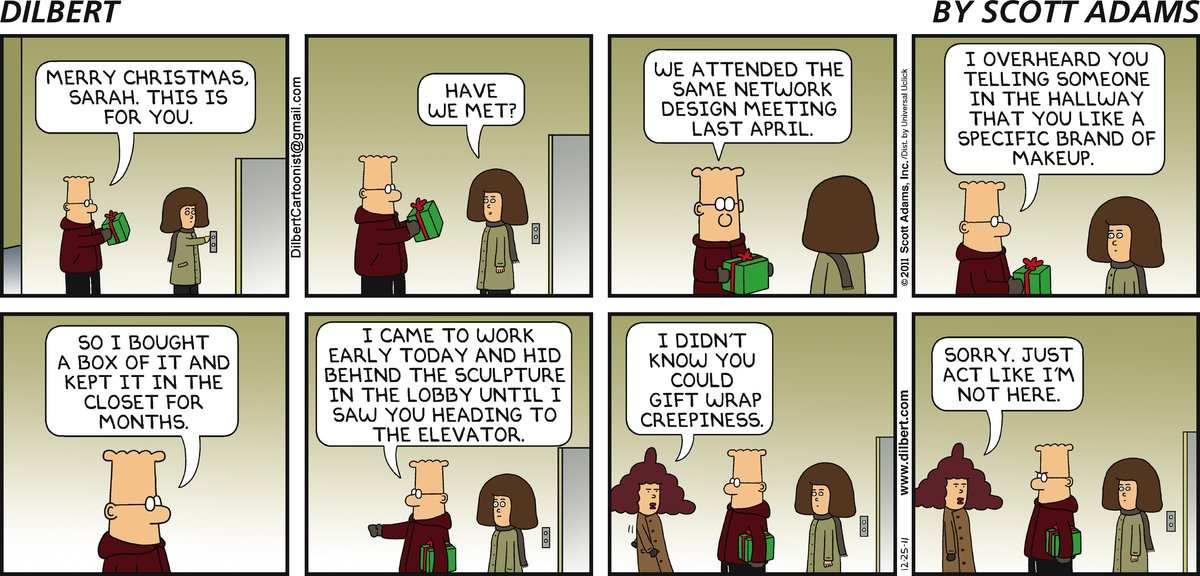 DILBERT
BY SCOTT ADAMS
MERRY CHRISTMAS,
SARAH. THIS IS
FOR YOU.
DilbertCartoonist@gmail.com
HAVE
WE MET?
WE ATTENDED THE
SAME NETWORK
DESIGN MEETING
LAST APRIL.
©2011 Scott Adams, Inc. /Dist. by Universal Uclick
I OVERHEARD YOU
TELLING SOMEONE
IN THE HALLWAY
THAT YOU LIKE A
SPECIFIC BRAND OF
MAKEUP.
SO I BOUGHT
A BOX OF IT AND
KEPT IT IN THE
CLOSET FOR
MONTHS.
I CAME TO WORK
EARLY TODAY AND HID
BEHIND THE SCULPTURE
IN THE LOBBY UNTIL I
SAW YOU HEADING TO
THE ELEVATOR.
I DIDN'T
KNOW YOU
COULD
GIFT WRAP
CREEPINESS.
www.dilbert.com
12-25-11
SORRY. JUST
ACT LIKE I'M
NOT HERE.